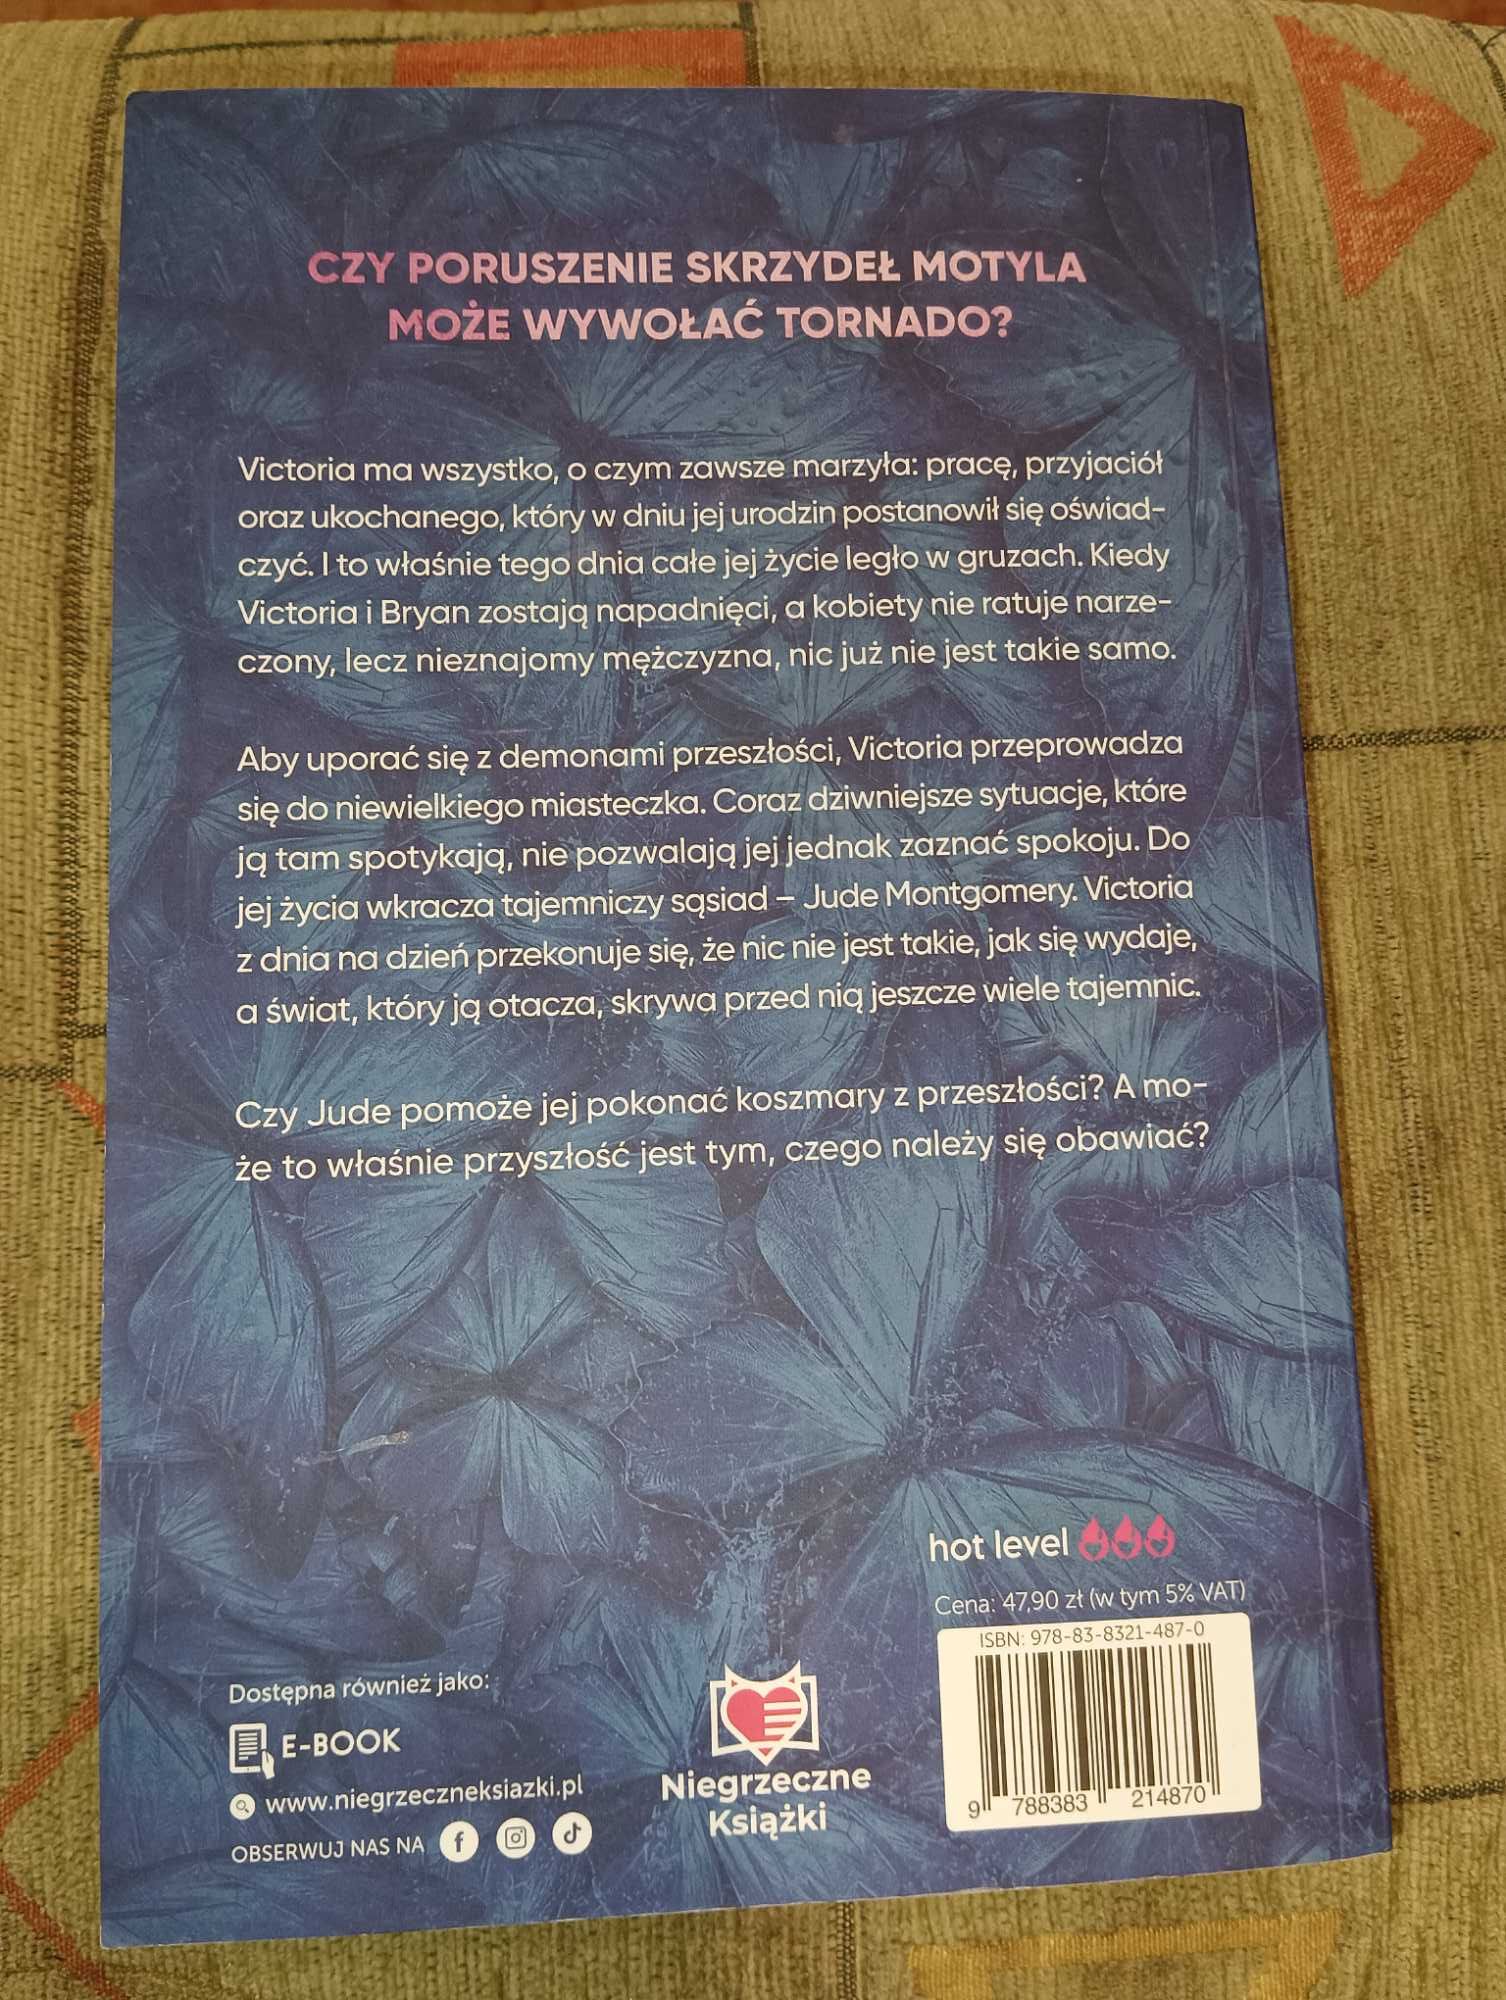 CZY PORUSZENIE SKRZYDEŁ MOTYLA
MOŻE WYWOŁAĆ TORNADO?
Victoria ma wszystko, o czym zawsze marzyła: pracę, przyjaciół
oraz ukochanego, który w dniu jej urodzin postanowił się oświad-
czyć. I to właśnie tego dnia całe jej życie legło w gruzach. Kiedy
Victoria i Bryan zostają napadnięci, a kobiety nie ratuje narze-
czony, lecz nieznajomy mężczyzna, nic już nie jest takie samo.
Aby uporać się z demonami przeszłości, Victoria przeprowadza
się do niewielkiego miasteczka. Coraz dziwniejsze sytuacje, które
ją tam spotykają, nie pozwalają jej jednak zaznać spokoju. Do
jej życia wkracza tajemniczy sąsiad – Jude Montgomery. Victoria
z dnia na dzień przekonuje się, że nic nie jest takie, jak się wydaje,
a świat, który ją otacza, skrywa przed nią jeszcze wiele tajemnic.
Czy Jude pomoże jej pokonać koszmary z przeszłości? A mo-
że to właśnie przyszłość jest tym, czego należy się obawiać?
hot level
Cena: 47,90 zł (w tym 5% VAT)
ISBN: 978-83-8321-487-0
9 788383 214870
Dostępna również jako:
E-BOOK
www.niegrzeczneksiazki.pl
OBSERWUJ NAS NA
Niegrzeczne
Książki